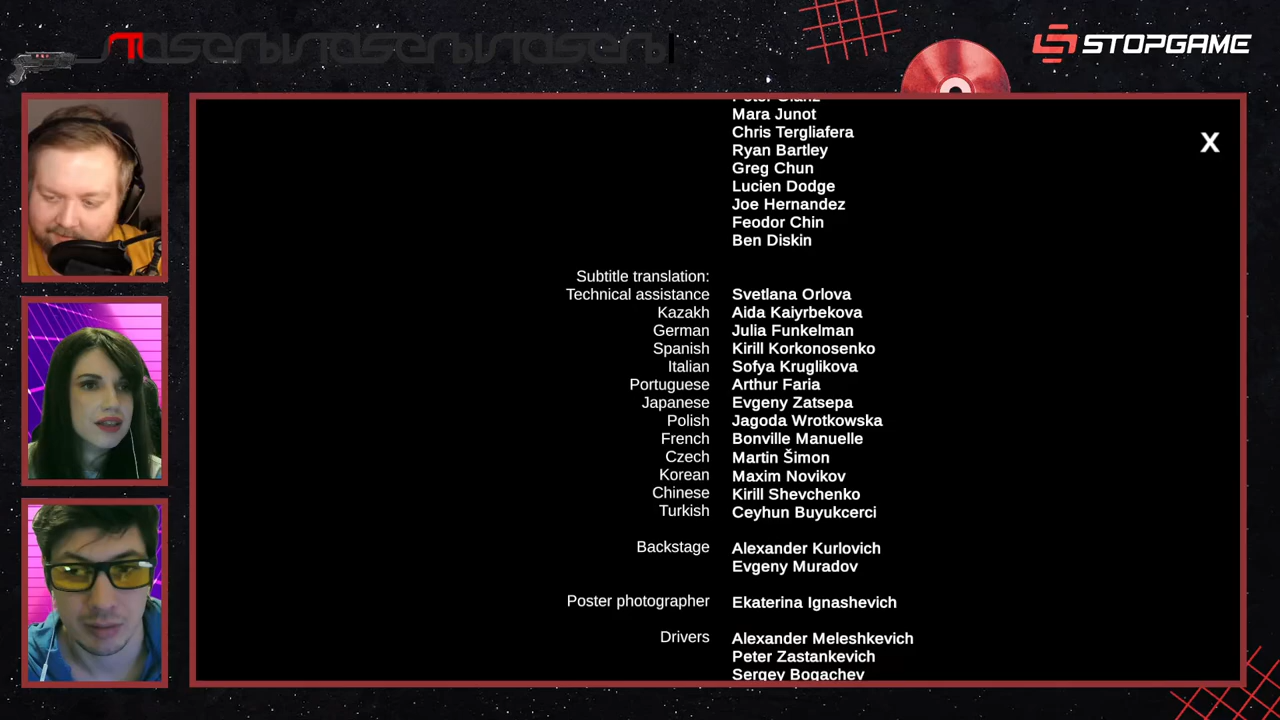 STOPGAME
X
Mara Junot
Chris Tergliafera
Ryan Bartley
Greg Chun
Lucien Dodge
Joe Hernandez
Feodor Chin
Ben Diskin
Subtitle translation:
Technical assistance Svetlana Orlova
Kazakh Aida Kaiyrbekova
German Julia Funkelman
Spanish Kirill Korkonosenko
Italian Sofya Kruglikova
Portuguese Arthur Faria
Japanese Evgeny Zatsepa
Polish Jagoda Wrotkowska
French Bonville Manuelle
Czech Martin Šimon
Korean Maxim Novikov
Chinese Kirill Shevchenko
Turkish Ceyhun Buyukcerci
Backstage Alexander Kurlovich
Evgeny Muradov
Poster photographer Ekaterina Ignashevich
Drivers Alexander Meleshkevich
Peter Zastankevich
Sergey Bogachev